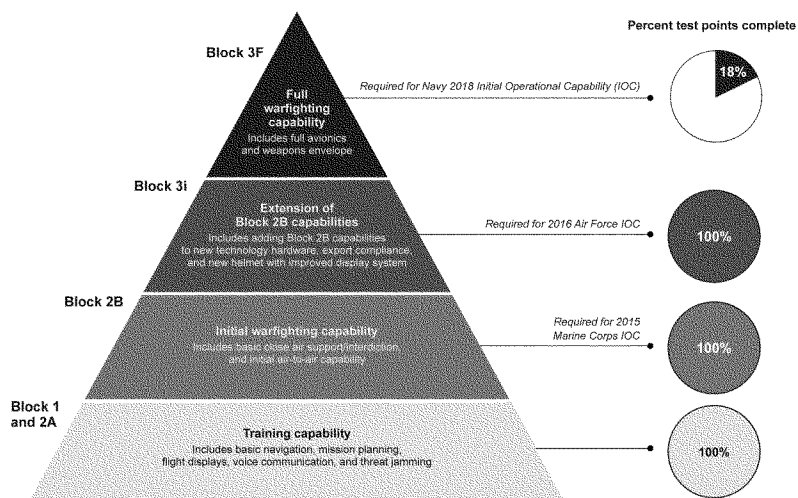 Percent test points complete
Block 3F
Full
warfighting
capability
Includes full avionics
and weapons envelope
Required for Navy 2018 Initial Operational Capability (IOC)
18%
Block 3i
Extension of
Block 2B capabilities
Includes adding Block 2B capabilities
to new technology hardware, export compliance,
and new helmet with improved display system
Required for 2016 Air Force IOC
100%
Block 2B
Initial warfighting capability
Includes basic close air support/interdiction,
and initial air-to-air capability
Required for 2015
Marine Corps IOC
100%
Block 1
and 2A
Training capability
Includes basic navigation, mission planning,
flight displays, voice communication, and threat jamming
100%